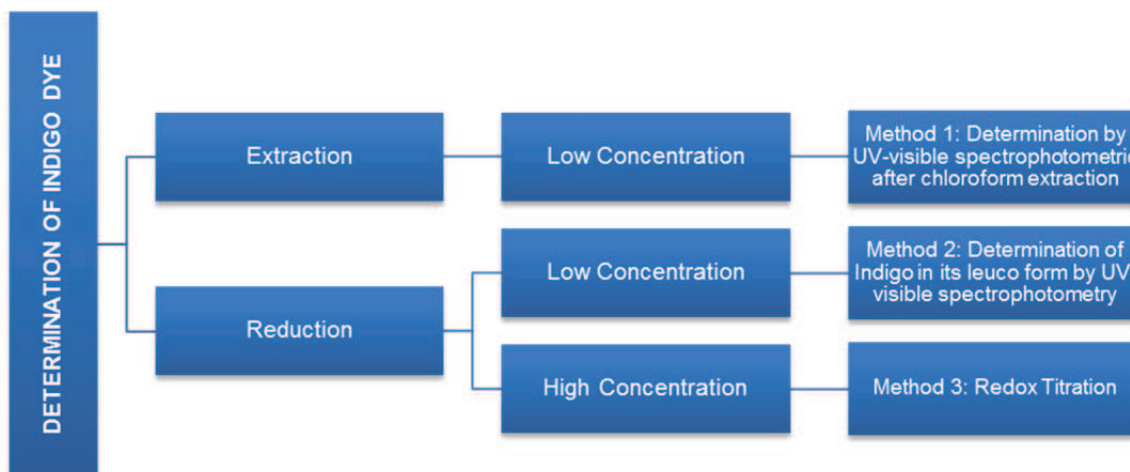 DETERMINATION OF INDIGO DYE
Extraction
Low Concentration
Method 1: Determination by
UV-visible spectrophotometric
after chloroform extraction
Reduction
Low Concentration
Method 2: Determination of
Indigo in its leuco form by UV-
visible spectrophotometry
High Concentration
Method 3: Redox Titration